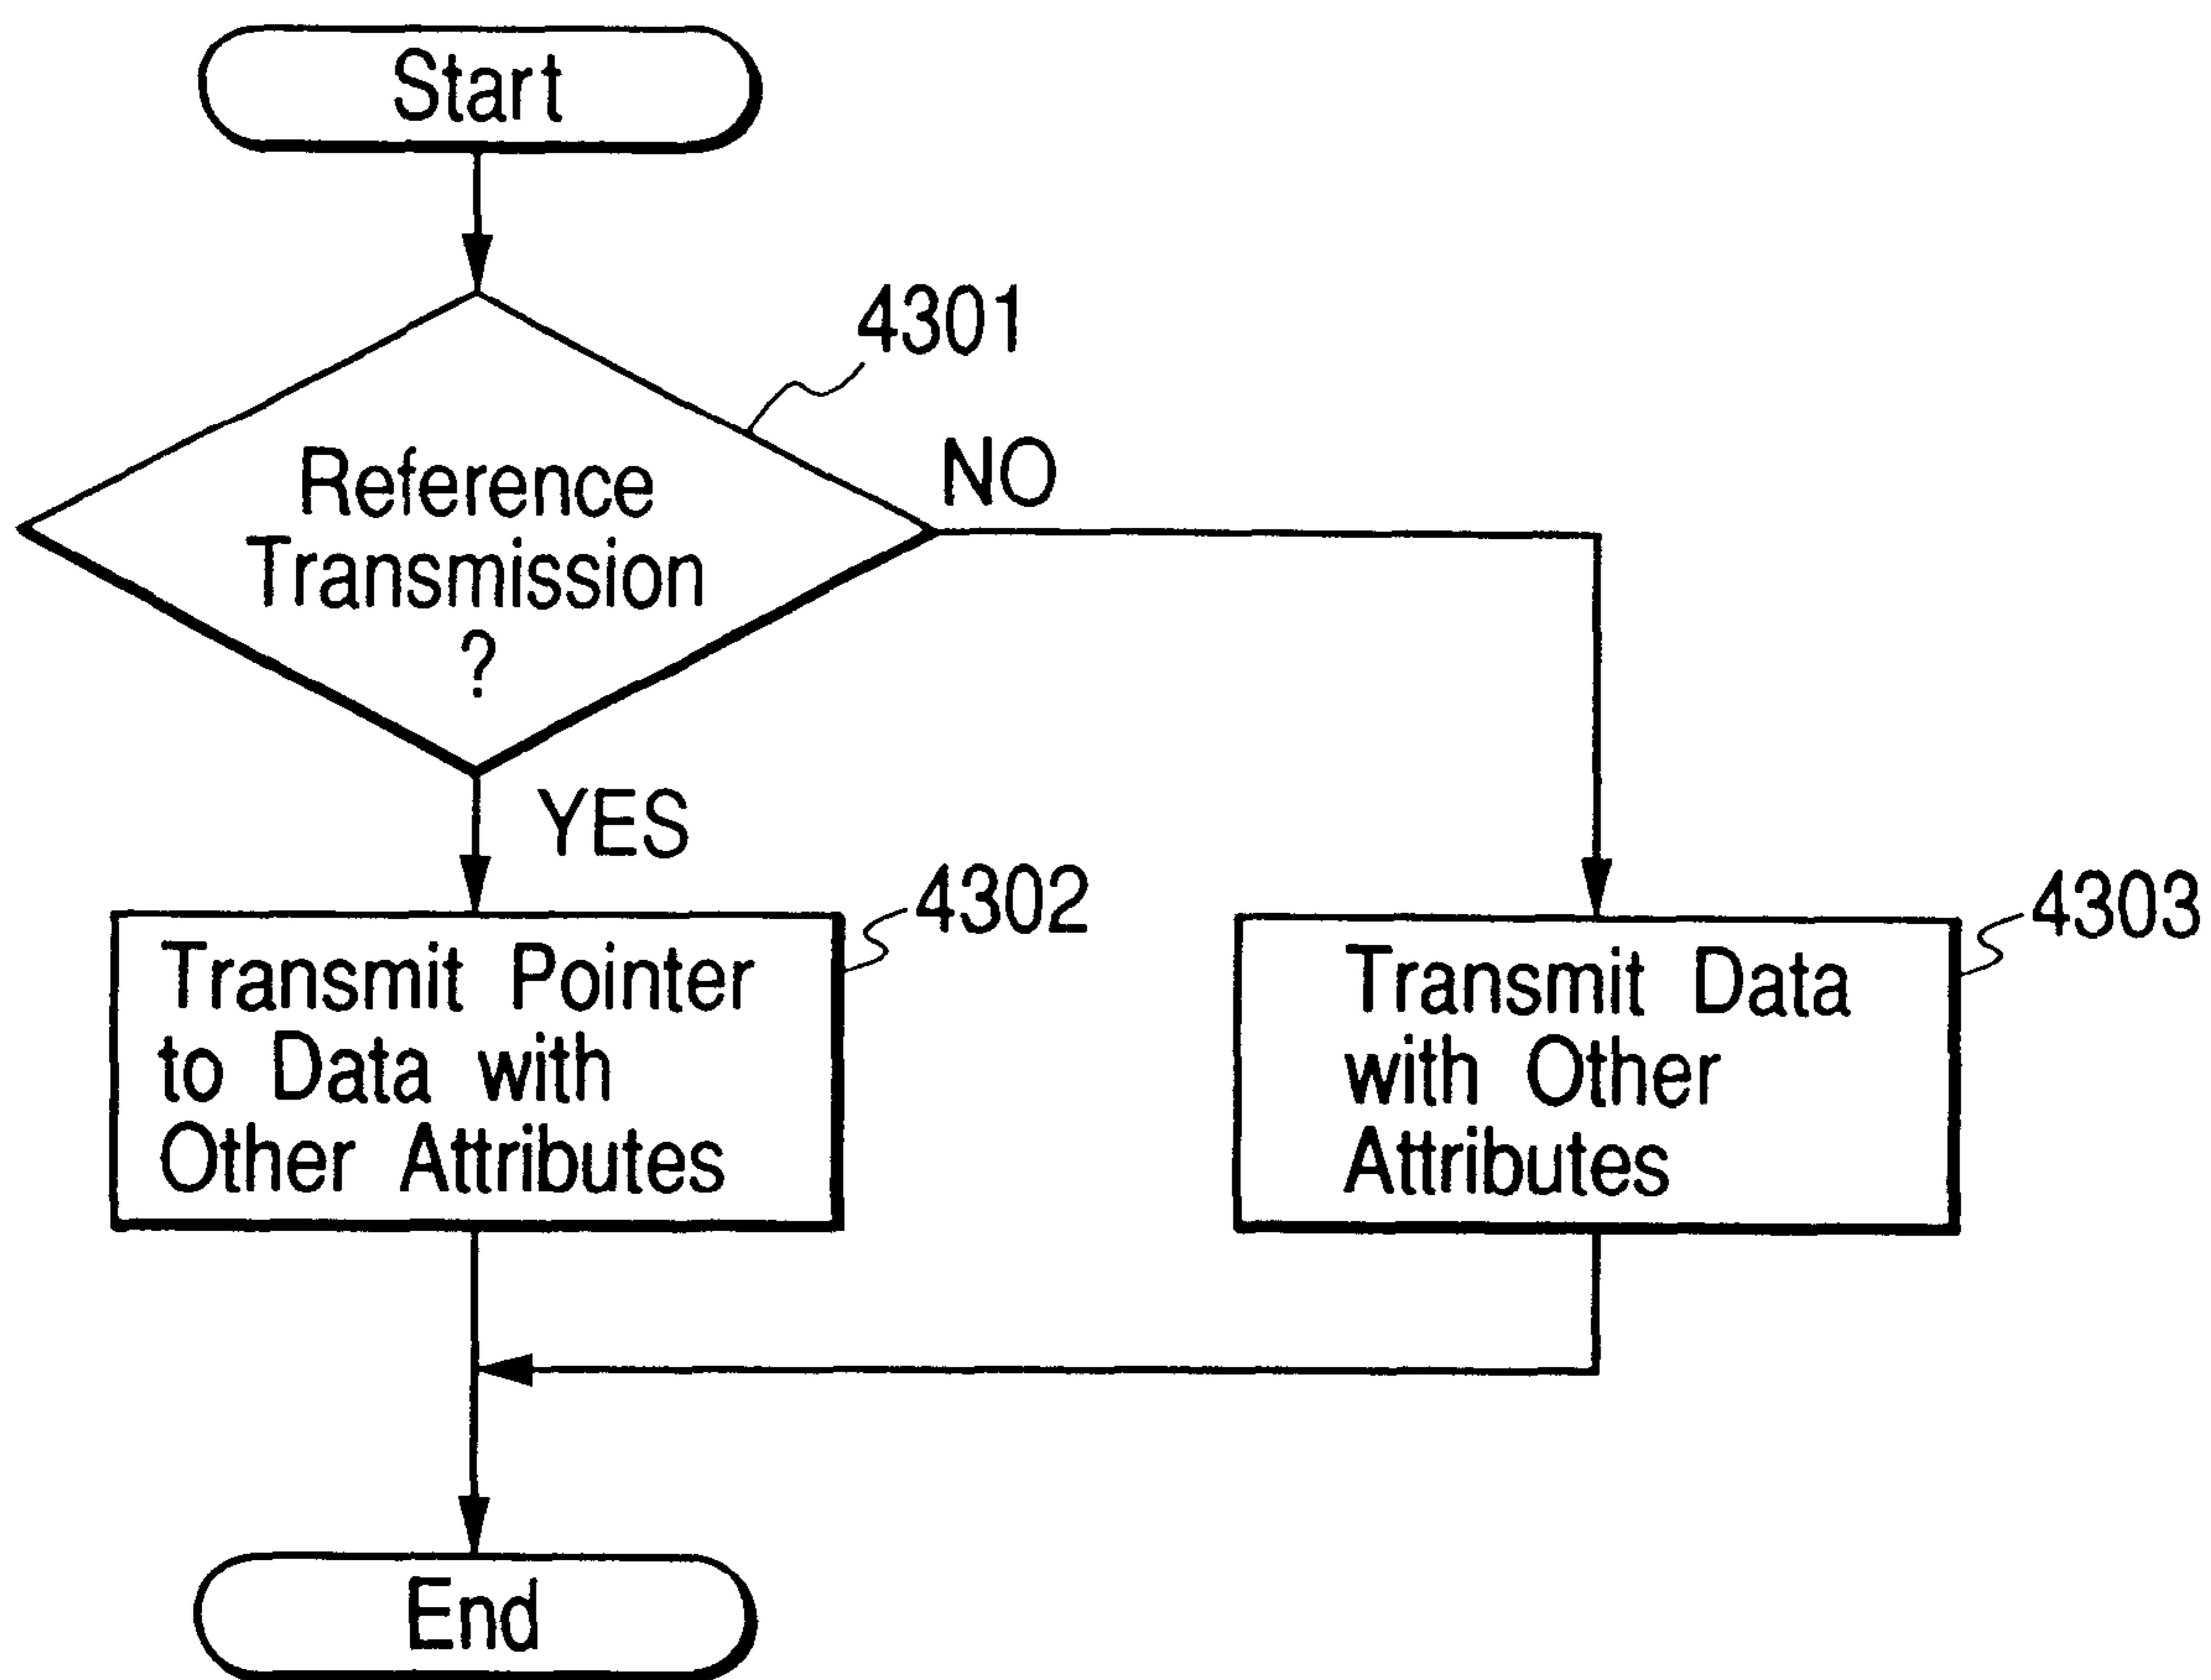 Start
4301
Reference
Transmission
?
NO
YES
4302
Transmit Pointer
to Data with
Other Attributes
4303
Transmit Data
with Other
Attributes
End